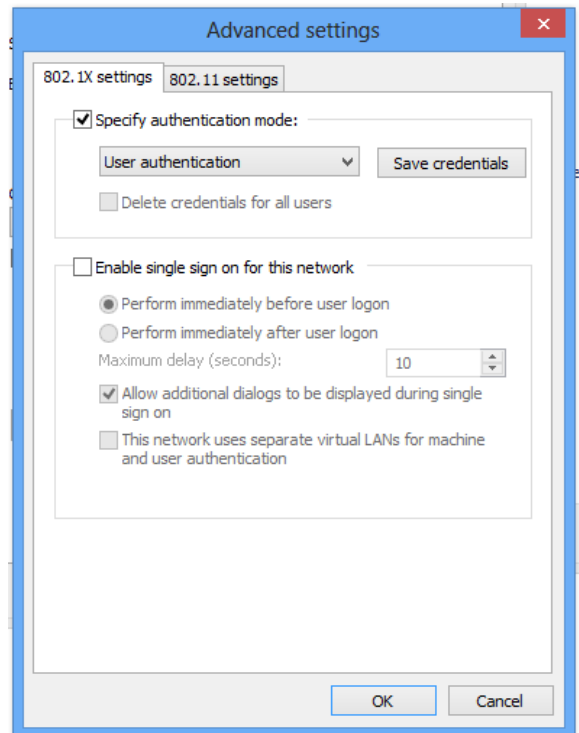 Advanced settings
802.1X settings 802.11 settings
Specify authentication mode:
User authentication Save credentials
Delete credentials for all users
Enable single sign on for this network
Perform immediately before user logon
Perform immediately after user logon
Maximum delay (seconds): 10
Allow additional dialogs to be displayed during single
sign on
This network uses separate virtual LANs for machine
and user authentication
OK Cancel